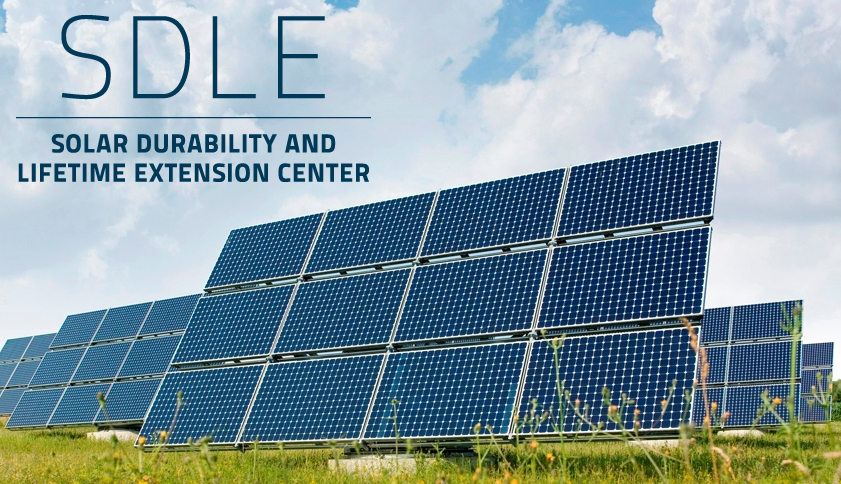 SDLE
SOLAR DURABILITY AND
LIFETIME EXTENSION CENTER